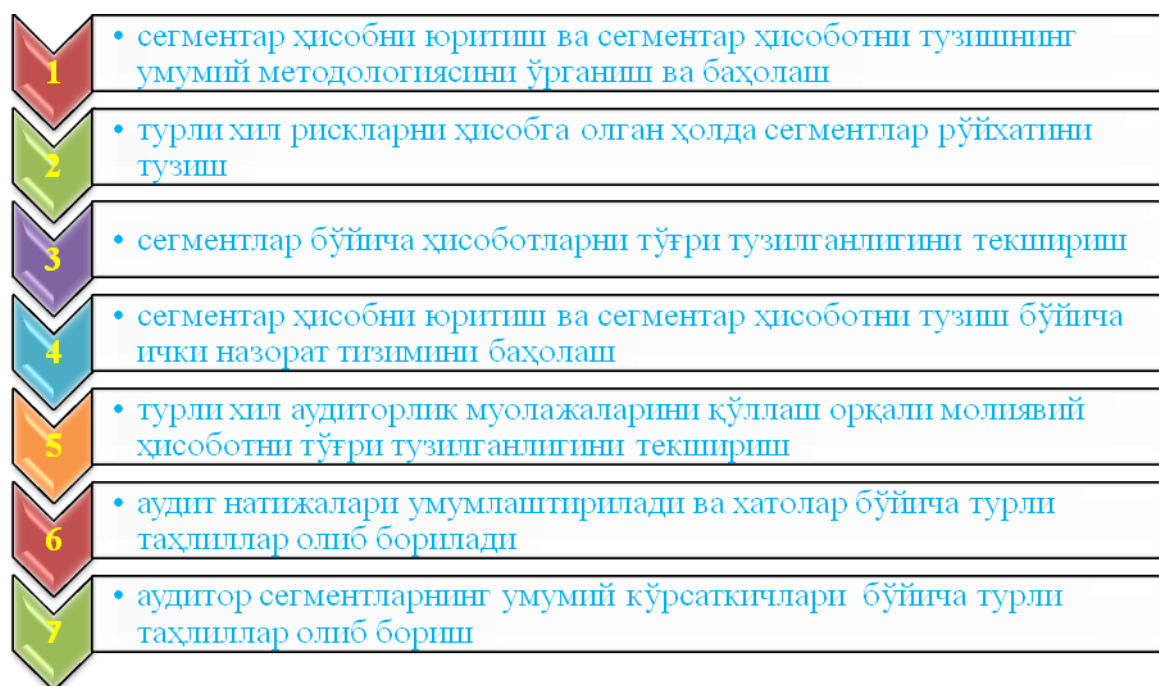 1
• сегментар ҳисобни юритиш ва сегментар ҳисоботни тузишнинг
умумий методологиясини ўрганиш ва баҳолаш
2
• турли хил рискларни ҳисобга олган ҳолда сегментлар рўйхатини
тузиш
3
• сегментлар бўйича ҳисоботларни тўғри тузилганлигини текшириш
4
• сегментар ҳисобни юритиш ва сегментар ҳисоботни тузиш бўйича
ички назорат тизимини баҳолаш
5
• турли хил аудиторлик муолажаларини қўллаш орқали молиявий
ҳисоботни тўғри тузилганлигини текшириш
6
• аудит натижалари умумлаштирилади ва хатолар бўйича турли
таҳлиллар олиб борилади
7
• аудитор сегментларнинг умумий кўрсаткичлари бўйича турли
таҳлиллар олиб бориш